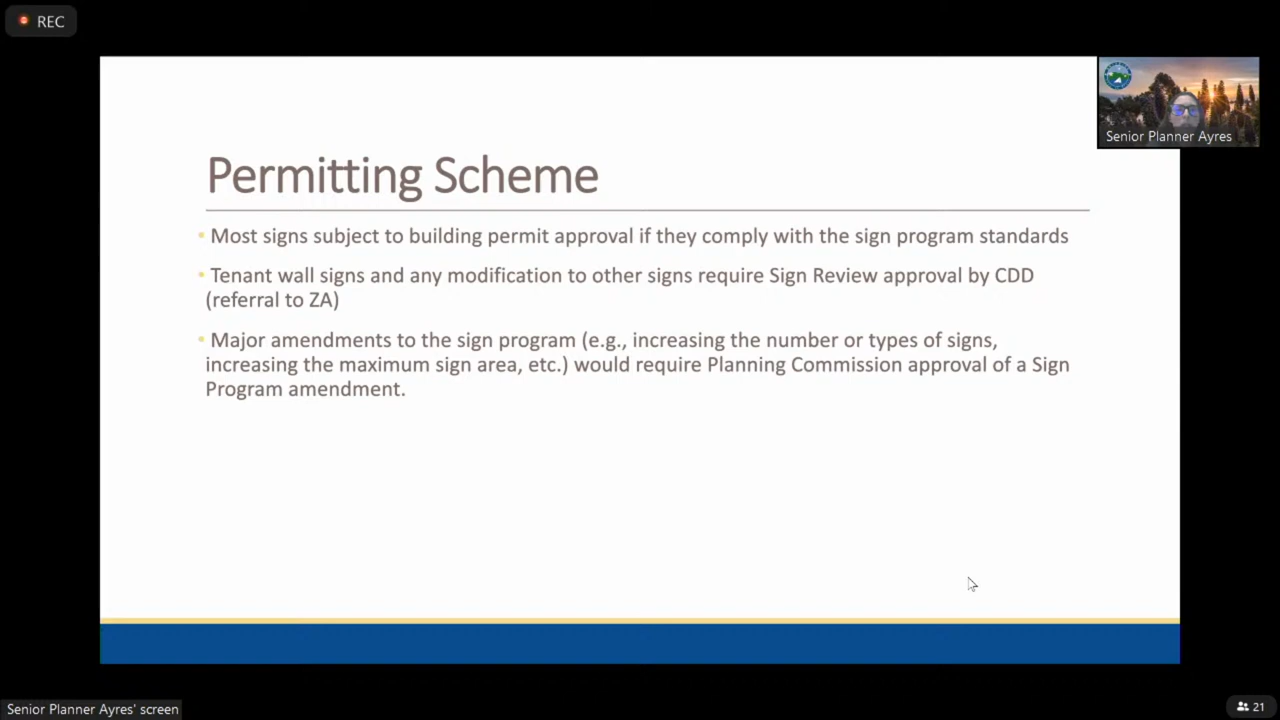 REC
Senior Planner Ayres
Permitting Scheme
• Most signs subject to building permit approval if they comply with the sign program standards
• Tenant wall signs and any modification to other signs require Sign Review approval by CDD
(referral to ZA)
• Major amendments to the sign program (e.g., increasing the number or types of signs,
increasing the maximum sign area, etc.) would require Planning Commission approval of a Sign
Program amendment.
Senior Planner Ayres' screen
21